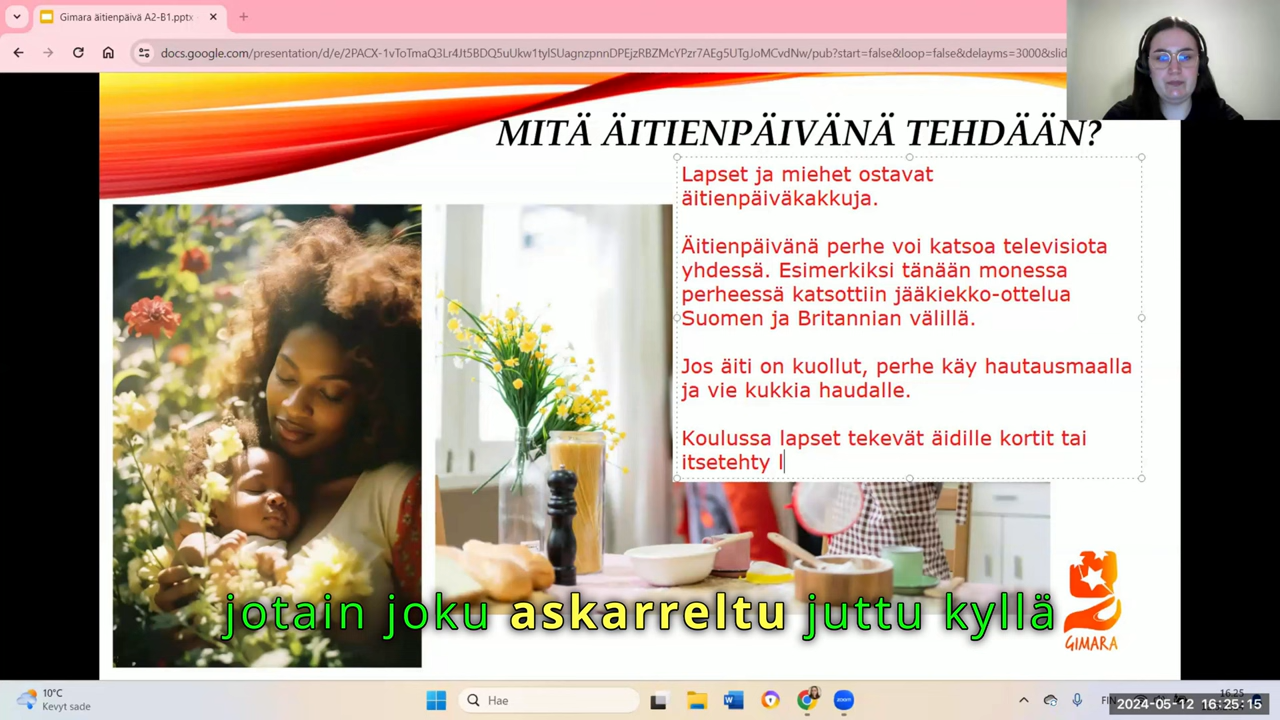 Gimara äitienpäivä A2-B1.pptx
docs.google.com/presentation/d/e/2PACX-1vToTmaQ3Lr4Jt5BDQ5uUkw1tylSUagnzpnnDPEjzRBZMcYPzr7AEg5UTgJoMCvdNw/pub?start=false&loop=false&delayms=3000&slid
MITÄ ÄITIENPÄIVÄNÄ TEHDÄÄN?
Lapset ja miehet ostavat
äitienpäiväkakkuja.
Äitienpäivänä perhe voi katsoa televisiota
yhdessä. Esimerkiksi tänään monessa
perheessä katsottiin jääkiekko-ottelua
Suomen ja Britannian välillä.
Jos äiti on kuollut, perhe käy hautausmaalla
ja vie kukkia haudalle.
Koulussa lapset tekevät äidille kortit tai
itsetehty l
jotain joku askarreltu juttu kyllä
GIMARA
10°C
Kevyt sade
Hae
zoom
FIN
16.25
2024-05-12 16:25:15